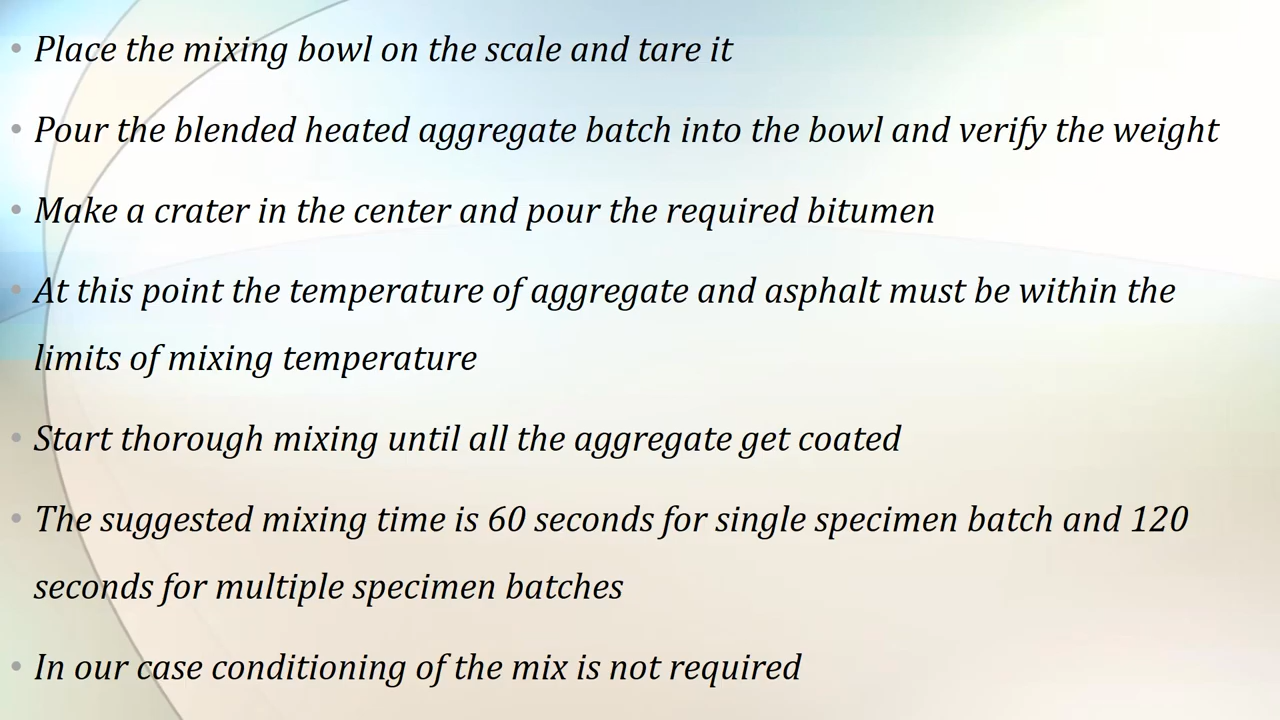 • Place the mixing bowl on the scale and tare it
• Pour the blended heated aggregate batch into the bowl and verify the weight
• Make a crater in the center and pour the required bitumen
• At this point the temperature of aggregate and asphalt must be within the
limits of mixing temperature
• Start thorough mixing until all the aggregate get coated
• The suggested mixing time is 60 seconds for single specimen batch and 120
seconds for multiple specimen batches
• In our case conditioning of the mix is not required